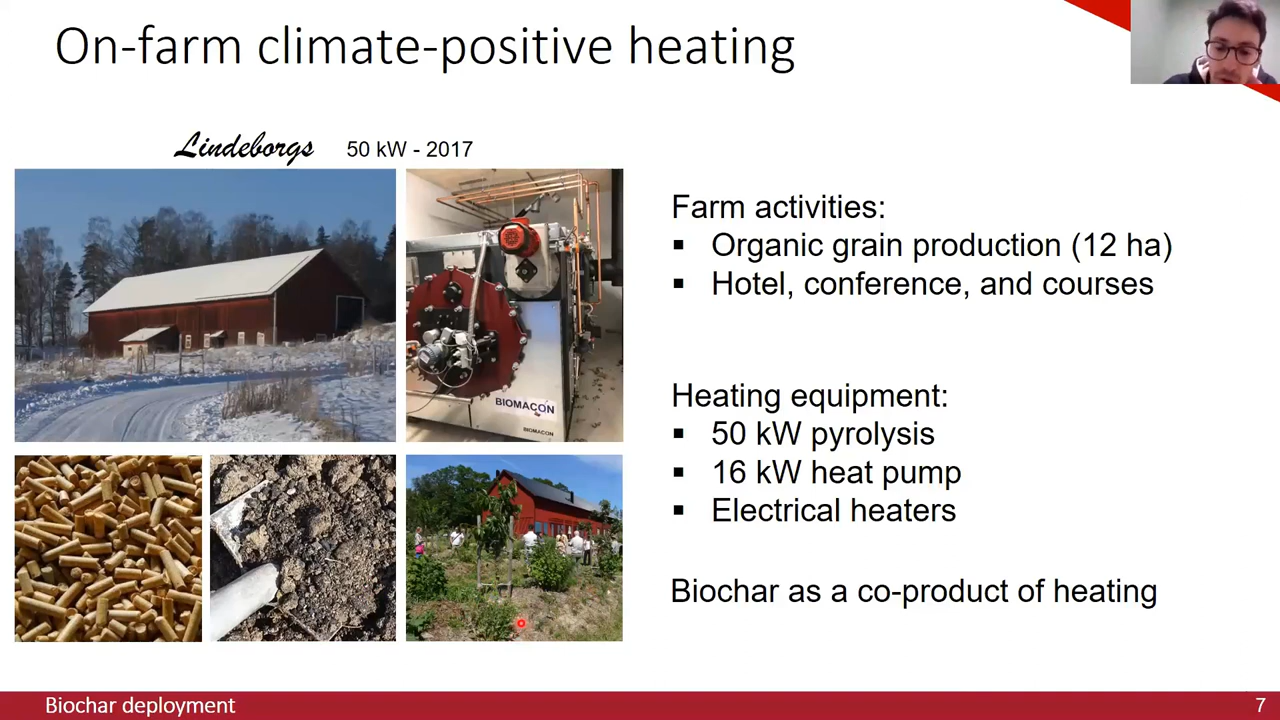 On-farm climate-positive heating
Lindeborgs 50 kW - 2017
BIOMACON
BIOMACON
Farm activities:
▪ Organic grain production (12 ha)
▪ Hotel, conference, and courses
Heating equipment:
▪ 50 kW pyrolysis
▪ 16 kW heat pump
▪ Electrical heaters
Biochar as a co-product of heating
Biochar deployment
7